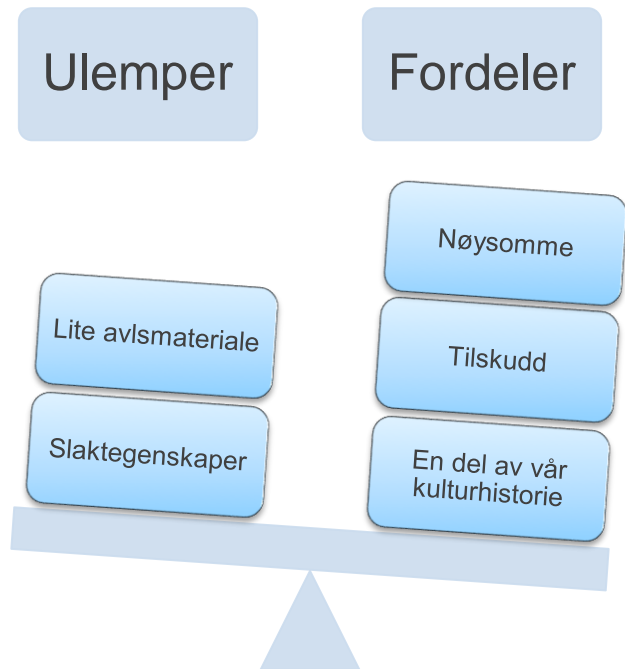 Ulemper
Fordeler
Lite avlsmateriale
Slaktegenskaper
Nøysomme
Tilskudd
En del av vår
kulturhistorie